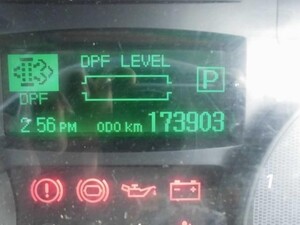 DPF LEVEL
P
DPF
2 56 PM ODO km 173903